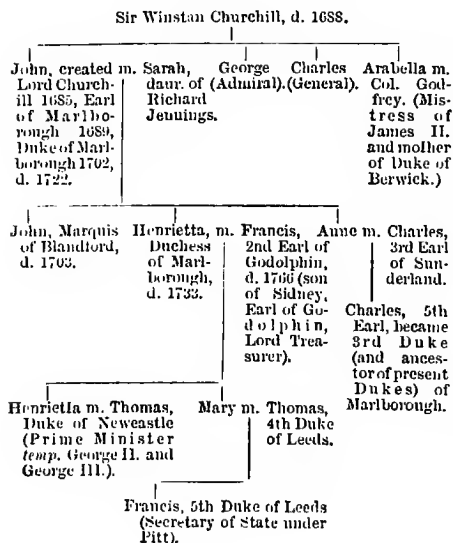 Sir Winstan Churchill, d. 1688.
John, created m.
Lord Church-
ill 1685, Earl
of Marlbo-
rough 1689,
Duke of Marl-
borough 1702,
d. 1722.
Sarah,
daur. of
Richard
Jennings.
George
(Admiral).
Charles
(General).
Arabella m.
Col. God-
frey. (Mis-
tress of
James II.
and mother
of Duke of
Berwick.)
John, Marquis
of Blandford,
d. 1703.
Henrietta, m.
Duchess
of Marl-
borough,
d. 1733.
Francis,
2nd Earl of
Godolphin,
d. 1766 (son
of Sidney,
Earl of Go-
dolphin,
Lord Trea-
surer).
Anne m. Charles,
3rd Earl
of Sun-
derland.
Charles, 5th
Earl, became
3rd Duke
(and ances-
tor of present
Dukes) of
Marlborough.
Henrietta m. Thomas,
Duke of Newcastle
(Prime Minister
temp. George II. and
George III.).
Mary m. Thomas,
4th Duke
of Leeds.
Francis, 5th Duke of Leeds
(Secretary of State under
Pitt).